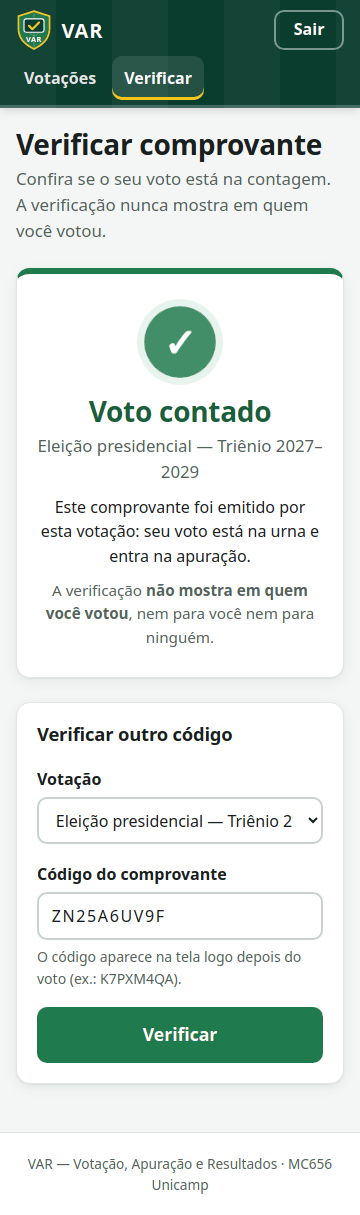 VAR
VAR
Sair
Votações
Verificar
Verificar comprovante
Confira se o seu voto está na contagem.
A verificação nunca mostra em quem
você votou.
✓
Voto contado
Eleição presidencial — Triênio 2027–
2029
Este comprovante foi emitido por
esta votação: seu voto está na urna e
entra na apuração.
A verificação não mostra em quem
você votou, nem para você nem para
ninguém.
Verificar outro código
Votação
Eleição presidencial — Triênio 2
Código do comprovante
ZN25A6UV9F
O código aparece na tela logo depois do
voto (ex.: K7PXM4QA).
Verificar
VAR — Votação, Apuração e Resultados · MC656
Unicamp